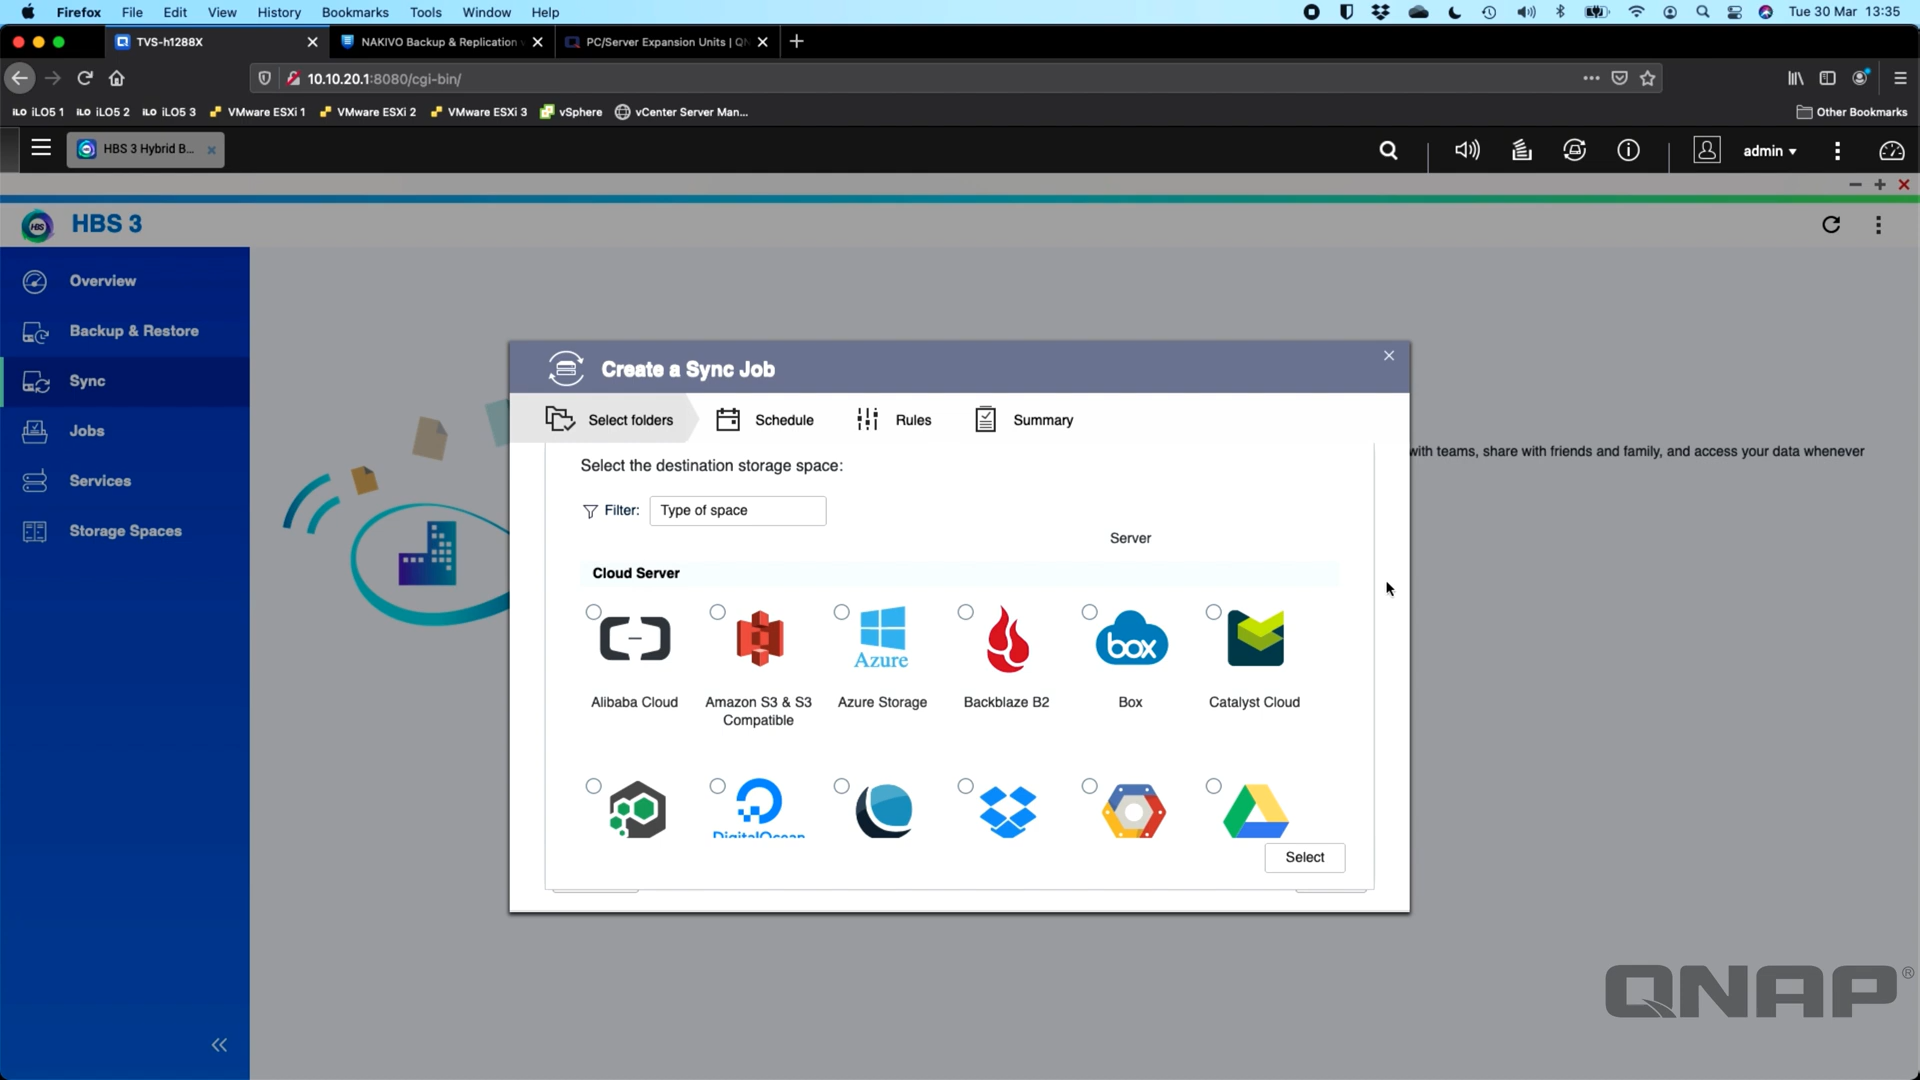 Firefox File Edit View History Bookmarks Tools Window Help Tue 30 Mar 13:35
TVS-h1288X NAKIVO Backup & Replication PC/Server Expansion Units |
10.10.20.1:8080/cgi-bin/
iLO iLO5 1 iLO iLO5 2 iLO iLO5 3 VMware ESXi 1 VMware ESXi 2 VMware ESXi 3 vSphere vCenter Server Man... Other Bookmarks
HBS 3 Hybrid B... admin
HBS HBS 3
Overview
Backup & Restore
Sync
Jobs
Services
Storage Spaces
with teams, share with friends and family, and access your data whenever
Create a Sync Job
Select folders Schedule Rules Summary
Select the destination storage space:
Filter: Type of space
Server
Cloud Server
Azure
box
Alibaba Cloud Amazon S3 & S3 Azure Storage Backblaze B2 Box Catalyst Cloud
Compatible
DigitalOcean
Select
QNAP®